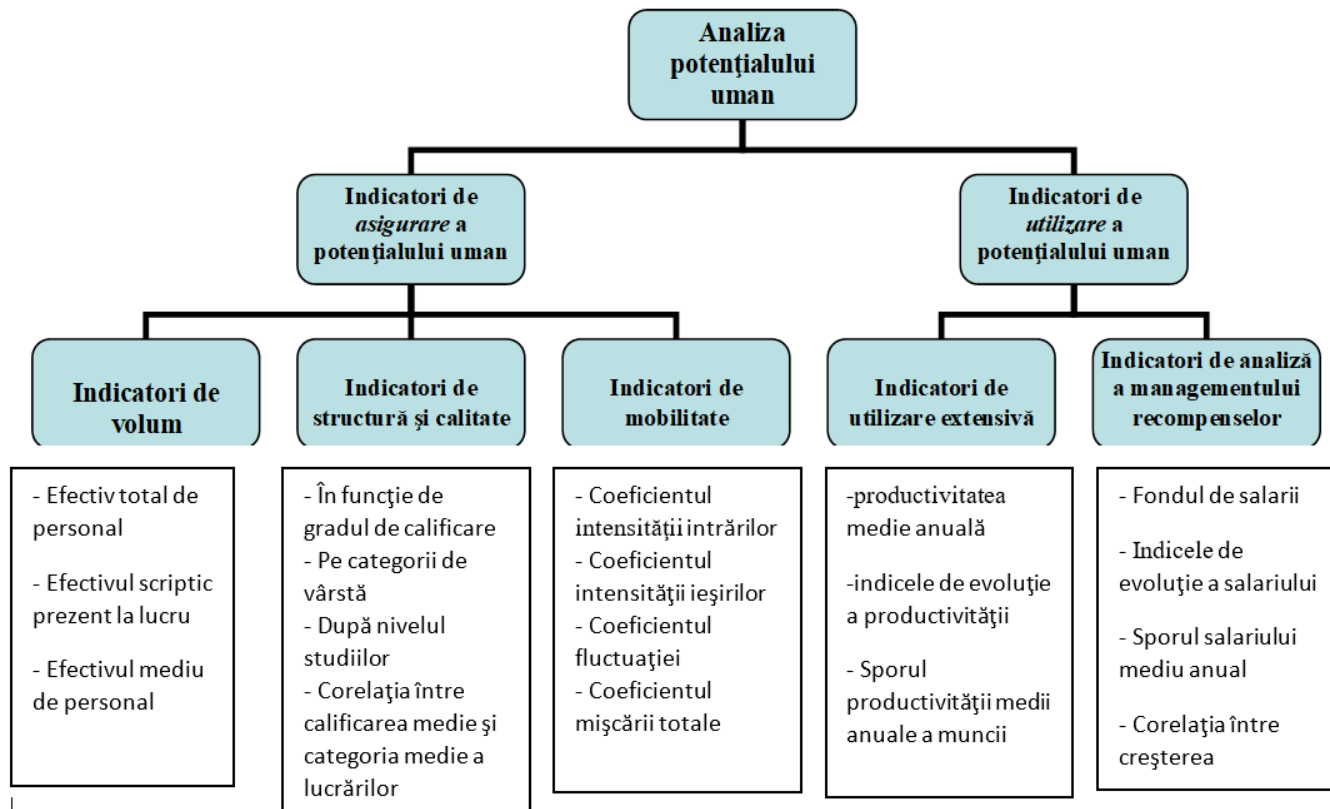 Analiza
potenţialului
uman
Indicatori de
asigurare a
potenţialului uman
Indicatori de
utilizare a
potenţialului uman
Indicatori de
volum
Indicatori de
structură şi calitate
Indicatori de
mobilitate
Indicatori de
utilizare extensivă
Indicatori de analiză
a managementului
recompenselor
- Efectiv total de
personal
- Efectivul scriptic
prezent la lucru
- Efectivul mediu
de personal
- În funcţie de
gradul de calificare
- Pe categorii de
vârstă
- După nivelul
studiilor
- Corelaţia între
calificarea medie şi
categoria medie a
lucrărilor
- Coeficientul
intensităţii intrărilor
- Coeficientul
intensităţii ieşirilor
- Coeficientul
fluctuaţiei
- Coeficientul
mişcării totale
-productivitatea
medie anuală
-indicele de evoluţie
a productivităţii
- Sporul
productivităţii medii
anuale a muncii
- Fondul de salarii
- Indicele de
evoluţie a salariului
- Sporul salariului
mediu anual
- Corelaţia între
creşterea